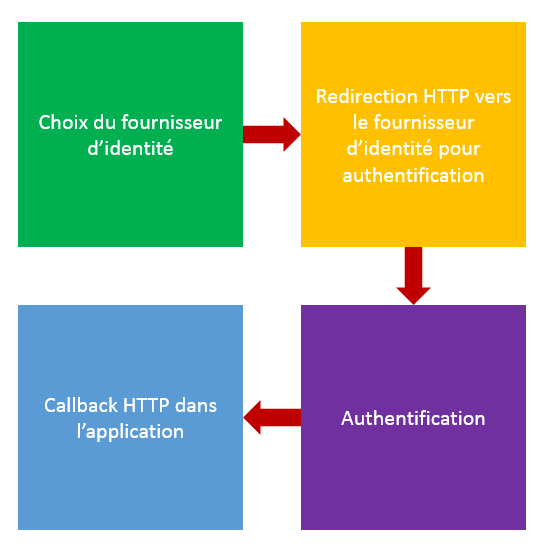 Choix du fournisseur
d’identité
Redirection HTTP vers
le fournisseur
d’identité pour
authentification
Authentification
Callback HTTP dans
l’application